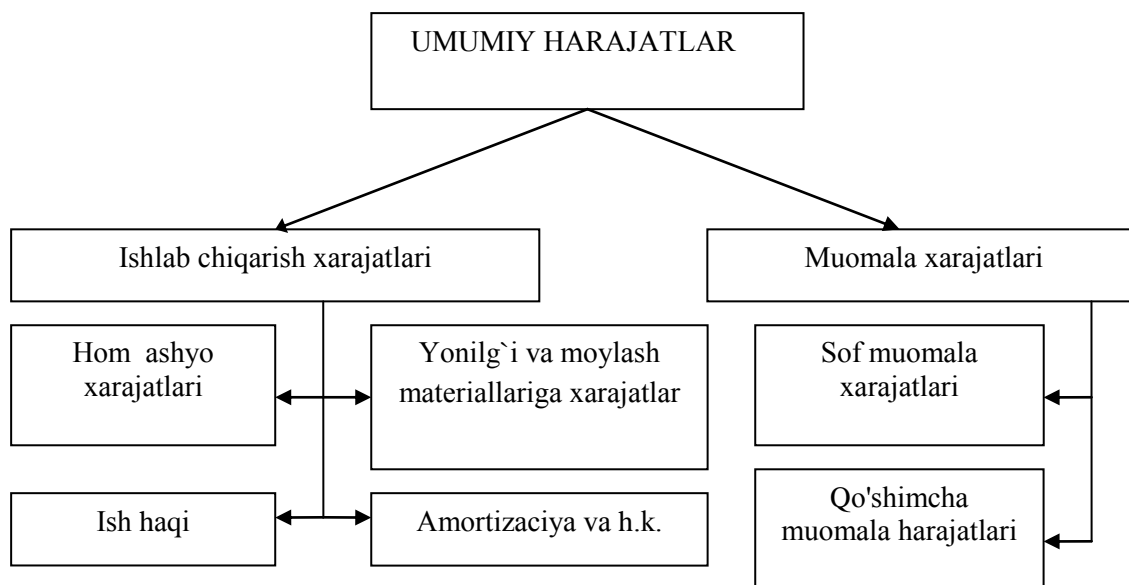 UMUMIY HARAJATLAR
Ishlab chiqarish xarajatlari
Muomala xarajatlari
Hom ashyo
xarajatlari
Yonilg`i va moylash
materiallariga xarajatlar
Sof muomala
xarajatlari
Ish haqi
Amortizaciya va h.k.
Qo'shimcha
muomala harajatlari